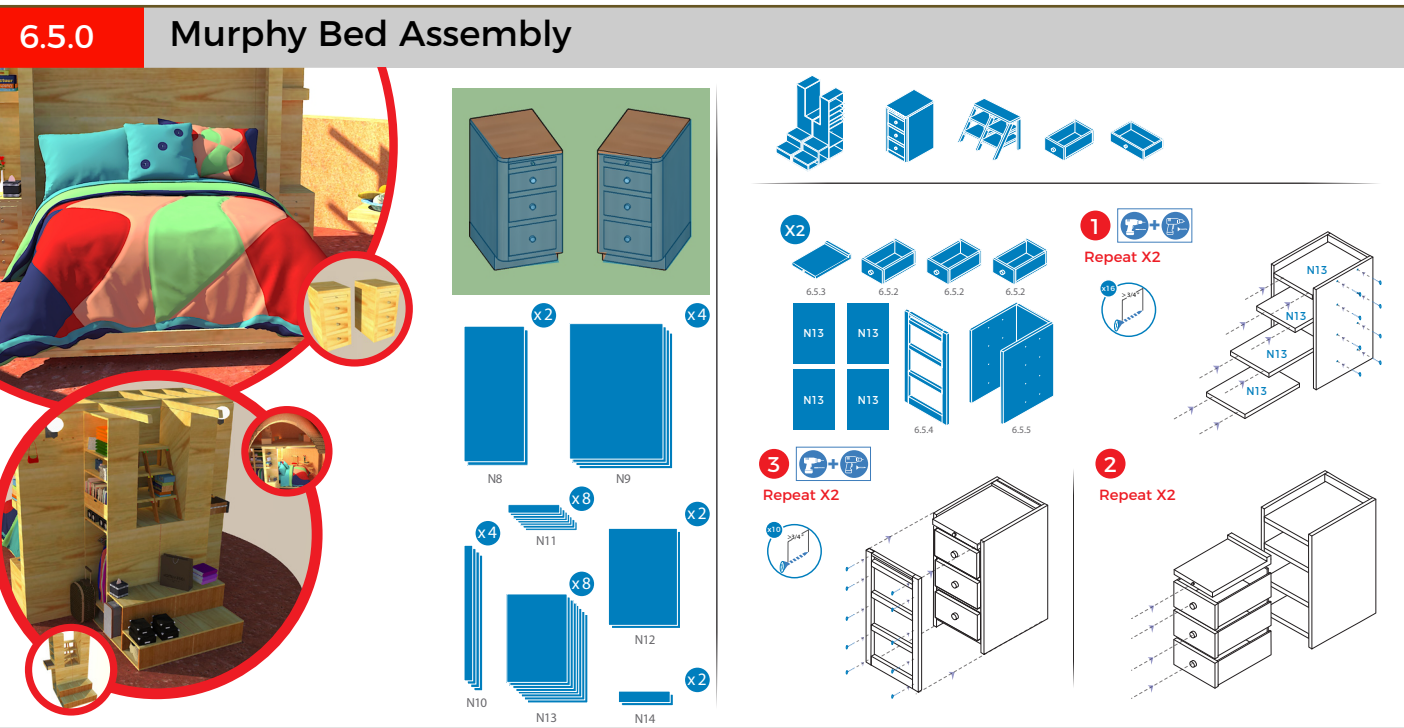 6.5.0
Murphy Bed Assembly
x2
N8
x4
N9
x8
N11
x4
N10
x8
N13
x2
N12
x2
N14
X2
6.5.3
6.5.2
6.5.2
6.5.2
N13
N13
N13
N13
6.5.4
6.5.5
1
+
Repeat X2
x16
>3/4"
N13
N13
N13
N13
3
+
Repeat X2
x10
>3/4"
2
Repeat X2